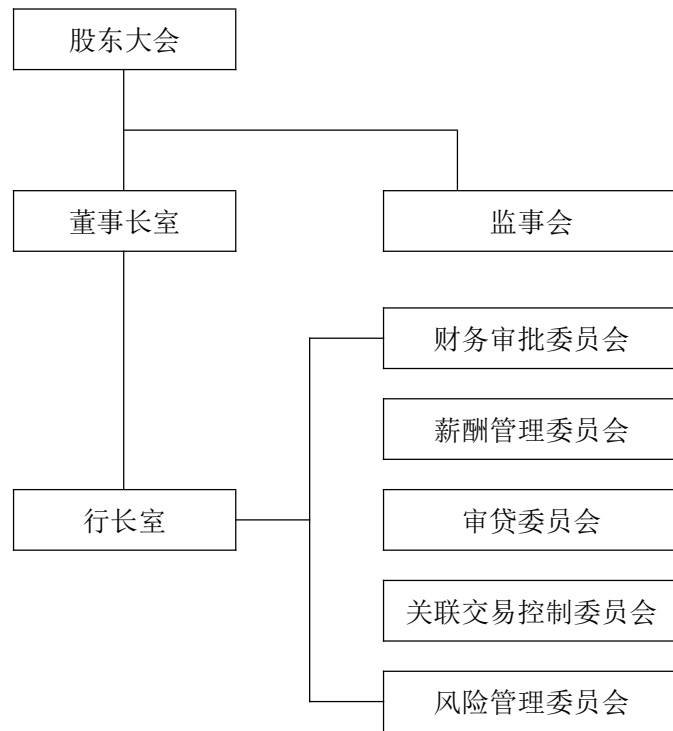 股东大会
董事长室
监事会
财务审批委员会
薪酬管理委员会
行长室
审贷委员会
关联交易控制委员会
风险管理委员会